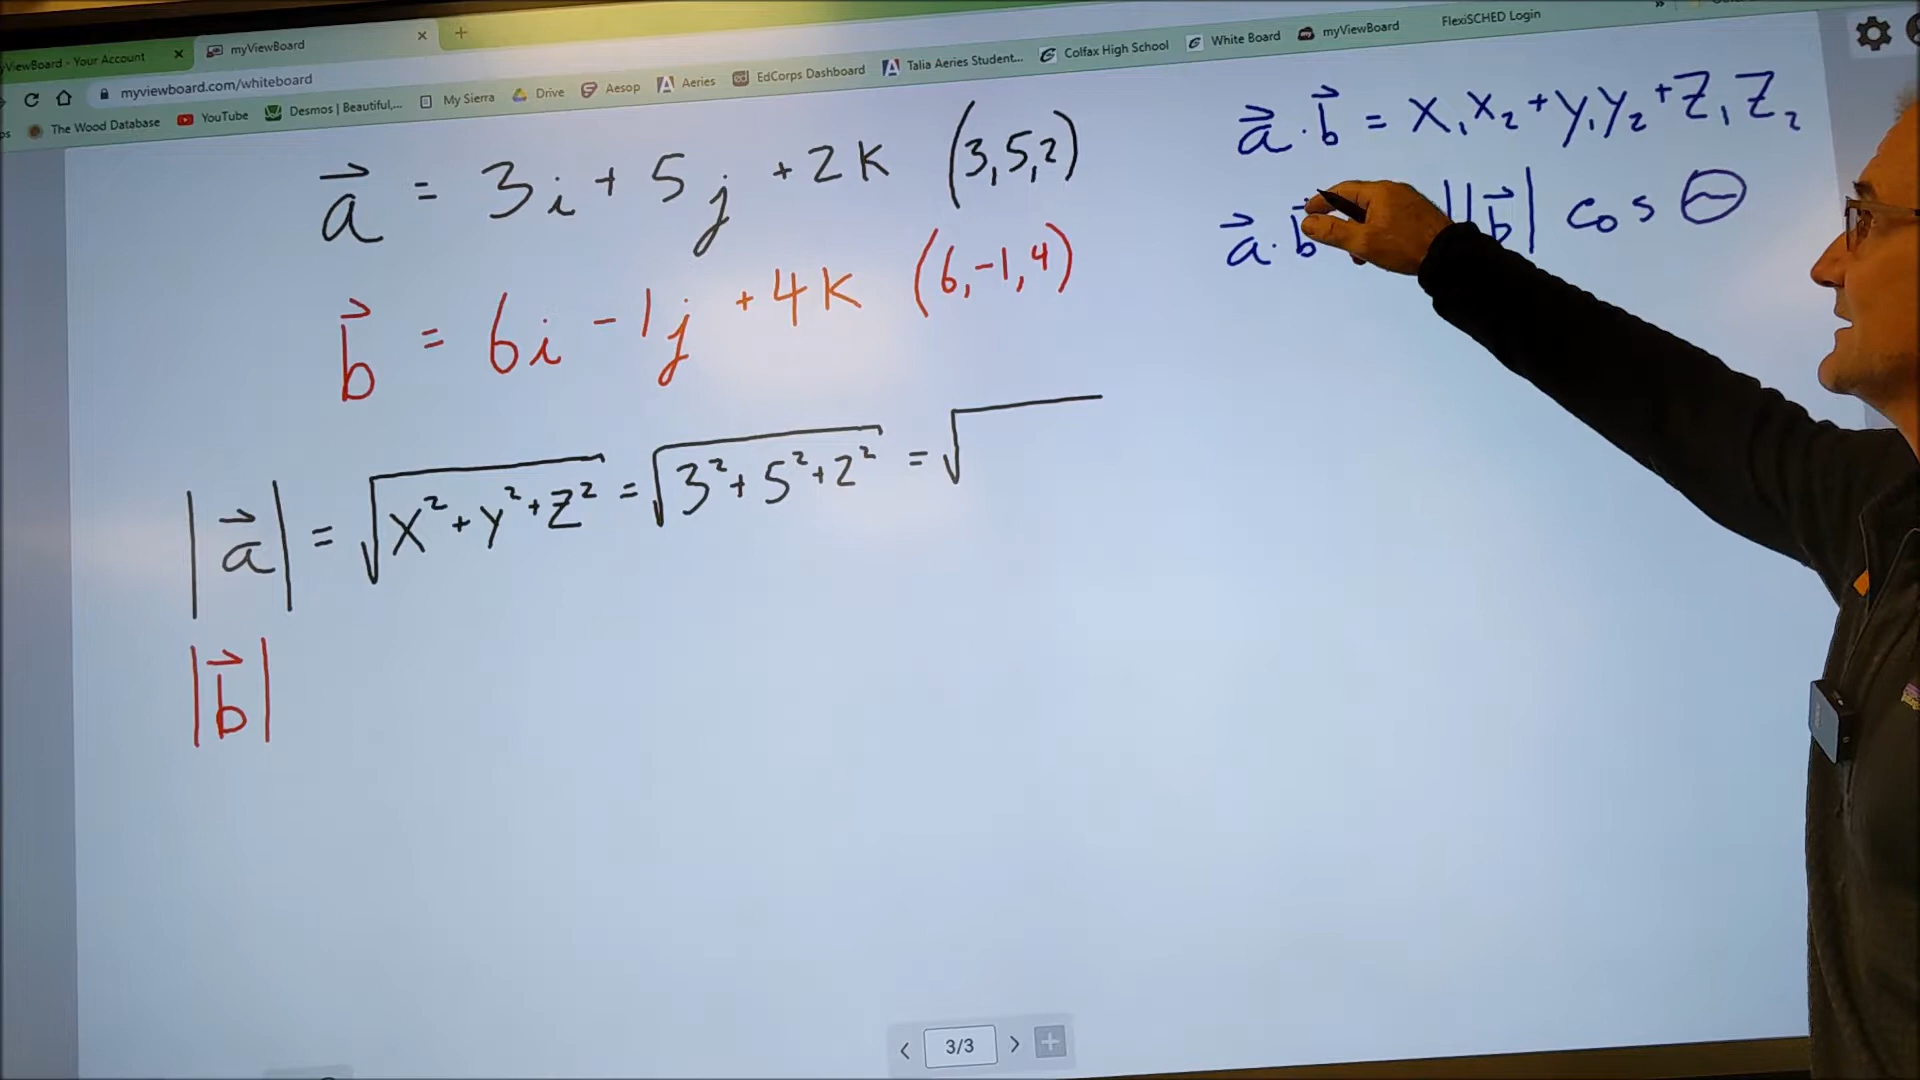 yViewBoard - Your Account
myViewBoard
myviewboard.com/whiteboard
The Wood Database YouTube Desmos | Beautiful,... My Sierra Drive Aesop Aeries EdCorps Dashboard Talia Aeries Student... Colfax High School White Board myViewBoard FlexiSCHED Login »
a⃗ = 3i + 5j + 2k (3,5,2)
b⃗ = 6i - 1j + 4k (6,-1,4)
|a⃗| = √(x² + y² + z²) = √(3² + 5² + 2²) = √
|b⃗|
a⃗ · b⃗ = x₁x₂ + y₁y₂ + z₁z₂
a⃗ · b⃗ ||b⃗| cos Θ
3/3